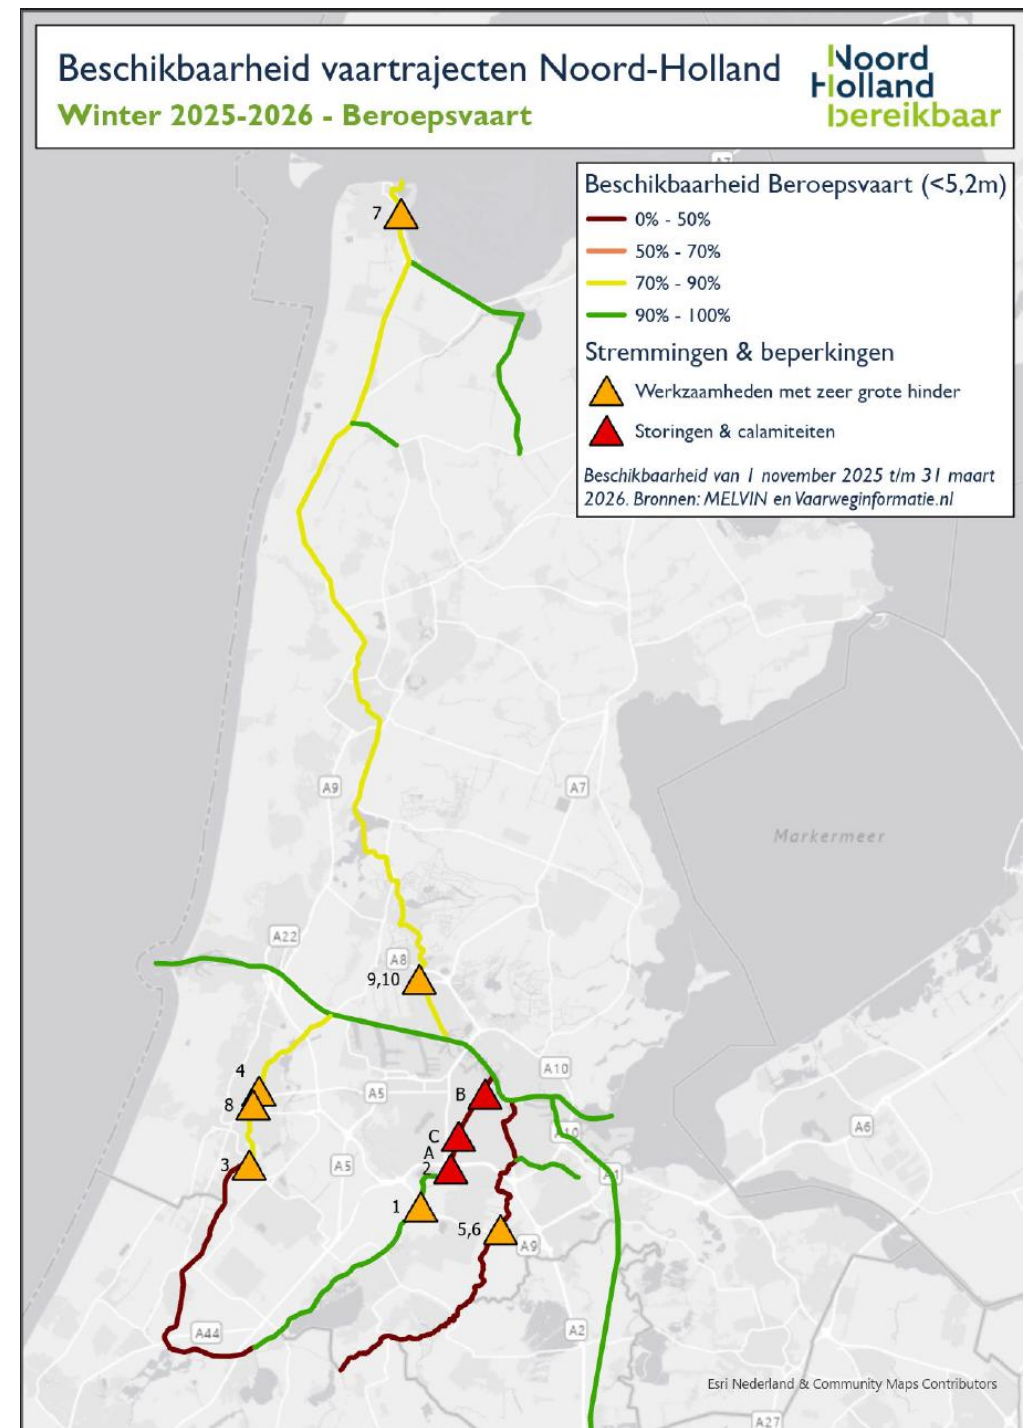 Beschikbaarheid vaartrajecten Noord-Holland
Winter 2025-2026 - Beroepsvaart
Noord
Holland
bereikbaar
A7
Beschikbaarheid Beroepsvaart (<5,2m)
0% - 50%
50% - 70%
70% - 90%
90% - 100%
Stremmingen & beperkingen
Werkzaamheden met zeer grote hinder
Storingen & calamiteiten
Beschikbaarheid van 1 november 2025 t/m 31 maart
2026. Bronnen: MELVIN en Vaarweginformatie.nl
7
A9
A7
Markermeer
A22
A8
9,10
4
A10
A5
B
8
A6
C
A10
A
3
A5
2
A1
1
5,6
A9
A44
A2
Esri Nederland & Community Maps Contributors
A27